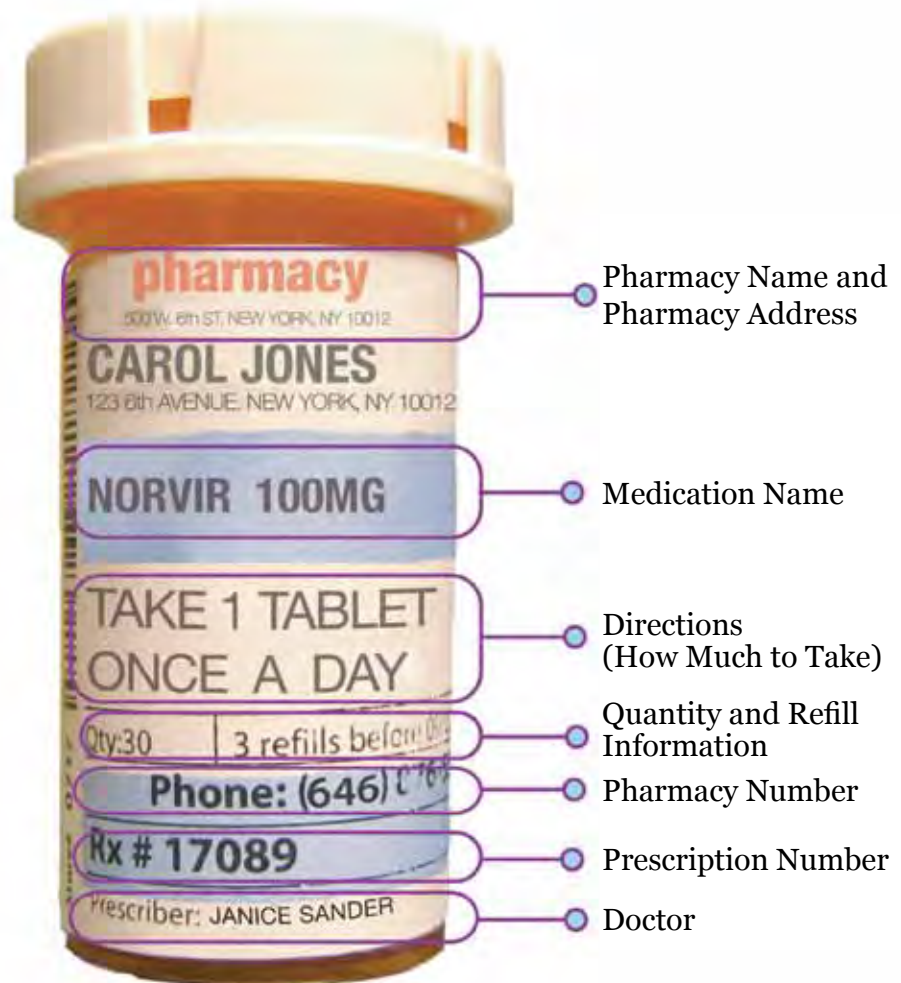 pharmacy
500 W. 6th ST. NEW YORK, NY 10012
CAROL JONES
123 6th AVENUE. NEW YORK, NY 10012
NORVIR 100MG
TAKE 1 TABLET
ONCE A DAY
Qty:30
3 refills before
Phone: (646)
Rx # 17089
Prescriber: JANICE SANDER
Pharmacy Name and
Pharmacy Address
Medication Name
Directions
(How Much to Take)
Quantity and Refill
Information
Pharmacy Number
Prescription Number
Doctor